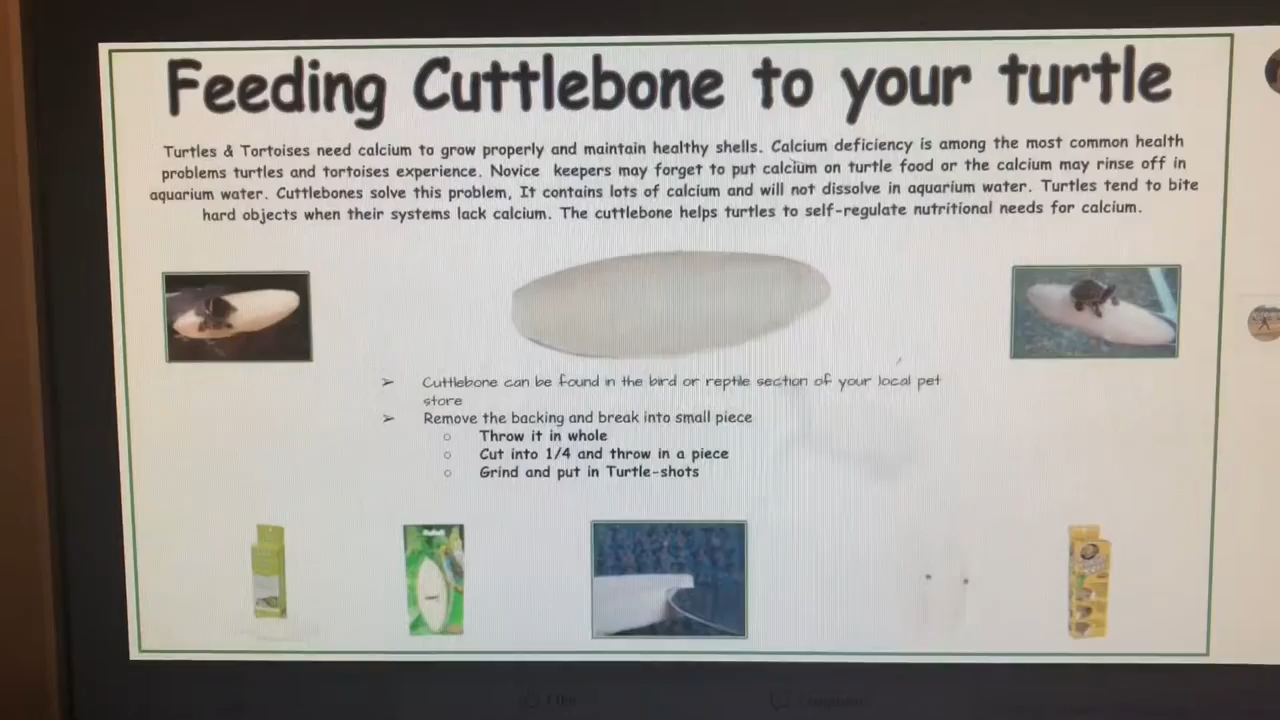 Feeding Cuttlebone to your turtle
Turtles & Tortoises need calcium to grow properly and maintain healthy shells. Calcium deficiency is among the most common health
problems turtles and tortoises experience. Novice keepers may forget to put calcium on turtle food or the calcium may rinse off in
aquarium water. Cuttlebones solve this problem, It contains lots of calcium and will not dissolve in aquarium water. Turtles tend to bite
hard objects when their systems lack calcium. The cuttlebone helps turtles to self-regulate nutritional needs for calcium.
➢ Cuttlebone can be found in the bird or reptile section of your local pet
store
➢ Remove the backing and break into small piece
○ Throw it in whole
○ Cut into 1/4 and throw in a piece
○ Grind and put in Turtle-shots